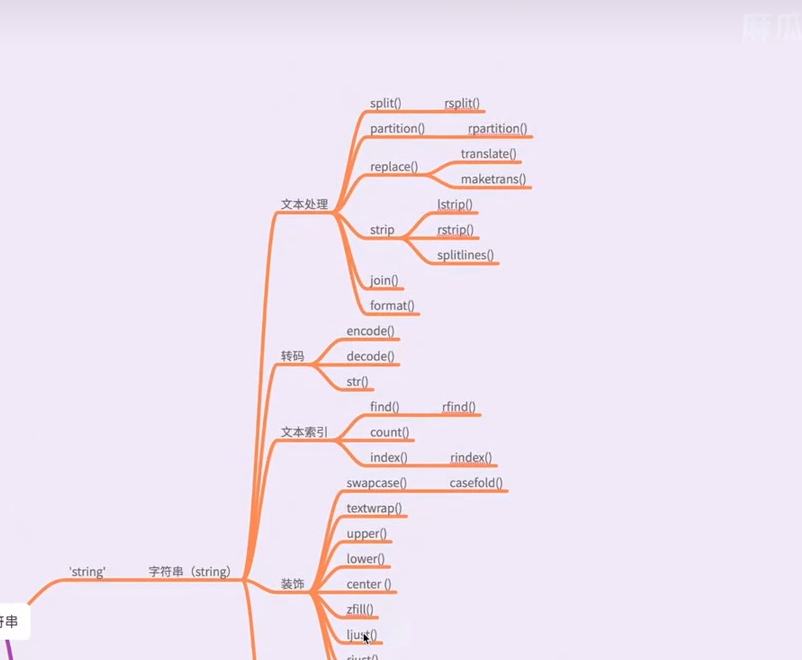 麻瓜
split() rsplit()
partition() rpartition()
translate()
replace()
maketrans()
lstrip()
文本处理
strip rstrip()
splitlines()
join()
format()
encode()
转码 decode()
str()
find() rfind()
文本索引 count()
index() rindex()
swapcase() casefold()
textwrap()
upper()
lower()
'string' 字符串（string）
装饰 center ()
zfill()
符串
ljust()
rjust()